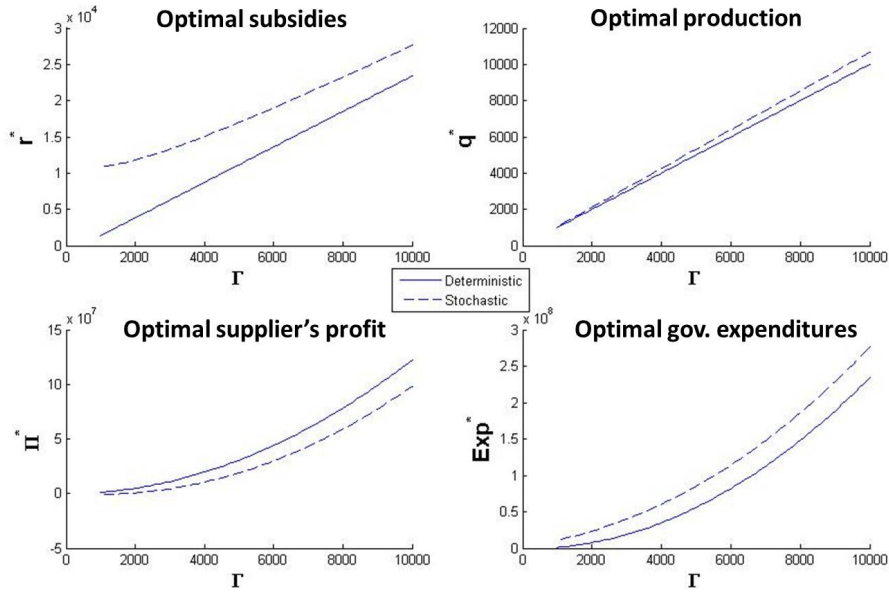 Optimal subsidies
x 10^4
3
2.5
2
1.5
1
0.5
0
r*
0 2000 4000 6000 8000 10000
Γ
Optimal production
12000
10000
8000
6000
4000
2000
0
q*
0 2000 4000 6000 8000 10000
Γ
Deterministic
Stochastic
Optimal supplier's profit
x 10^7
15
10
5
0
-5
Π*
0 2000 4000 6000 8000 10000
Γ
Optimal gov. expenditures
x 10^8
3
2.5
2
1.5
1
0.5
0
Exp*
0 2000 4000 6000 8000 10000
Γ